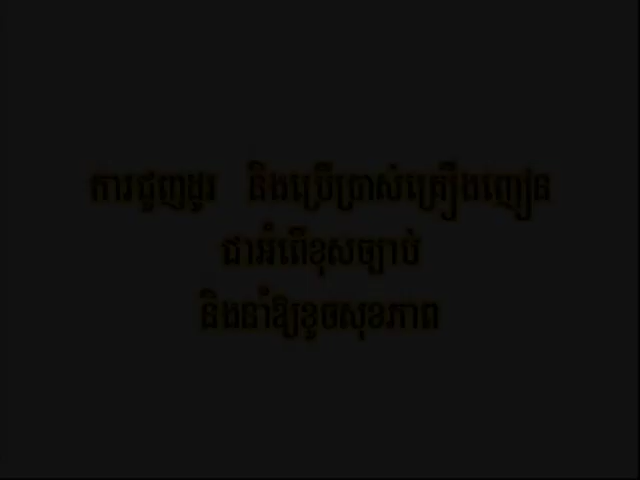 ការជួញដូរ និងប្រើប្រាស់គ្រឿងញៀន
ជាអំពើខុសច្បាប់
និងនាំឱ្យខូចសុខភាព